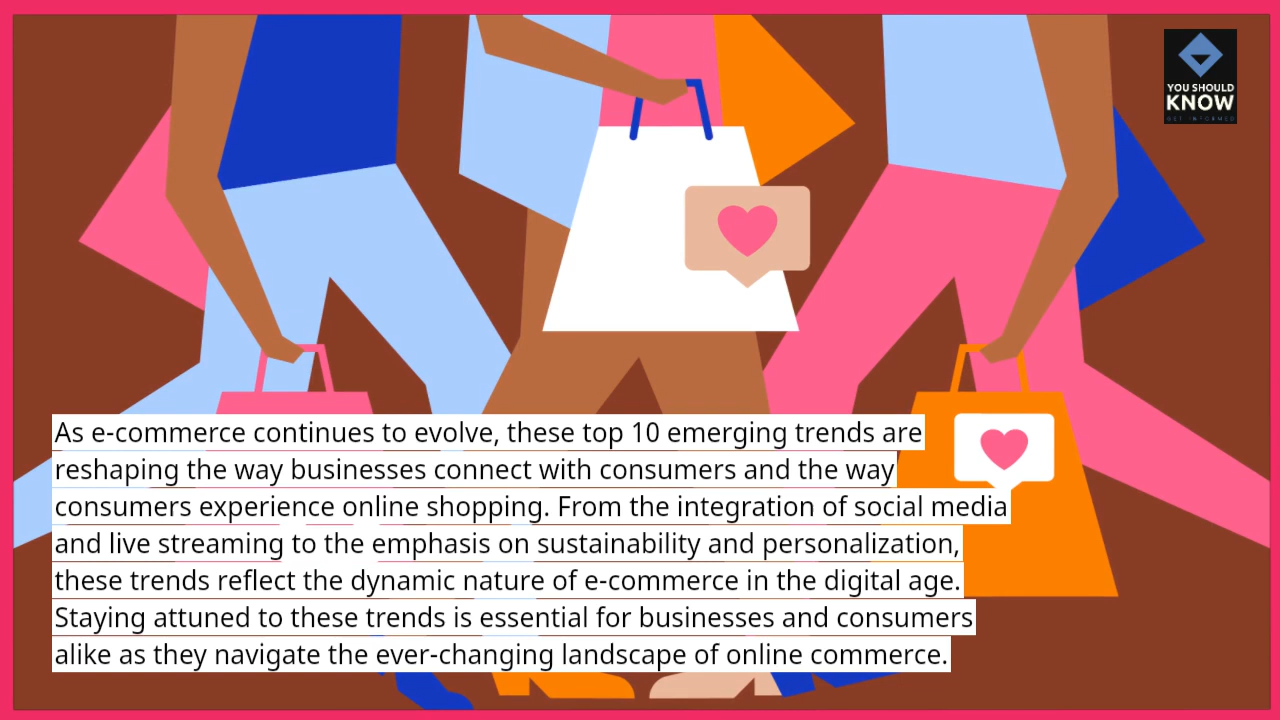 YOU SHOULD
KNOW
GET INFORMED
As e-commerce continues to evolve, these top 10 emerging trends are
reshaping the way businesses connect with consumers and the way
consumers experience online shopping. From the integration of social media
and live streaming to the emphasis on sustainability and personalization,
these trends reflect the dynamic nature of e-commerce in the digital age.
Staying attuned to these trends is essential for businesses and consumers
alike as they navigate the ever-changing landscape of online commerce.